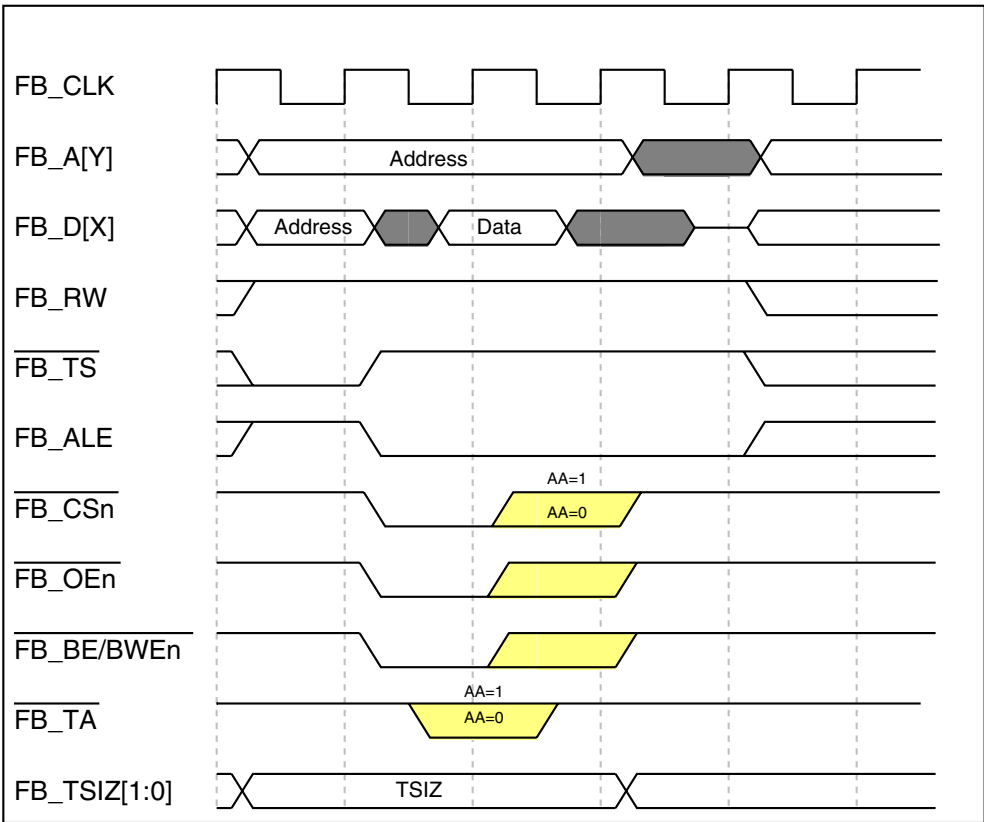 FB_CLK
FB_A[Y]
Address
FB_D[X]
Address
Data
FB_RW
FB_TS
FB_ALE
AA=1
FB_CSn
AA=0
FB_OEn
FB_BE/BWEn
AA=1
FB_TA
AA=0
FB_TSIZ[1:0]
TSIZ